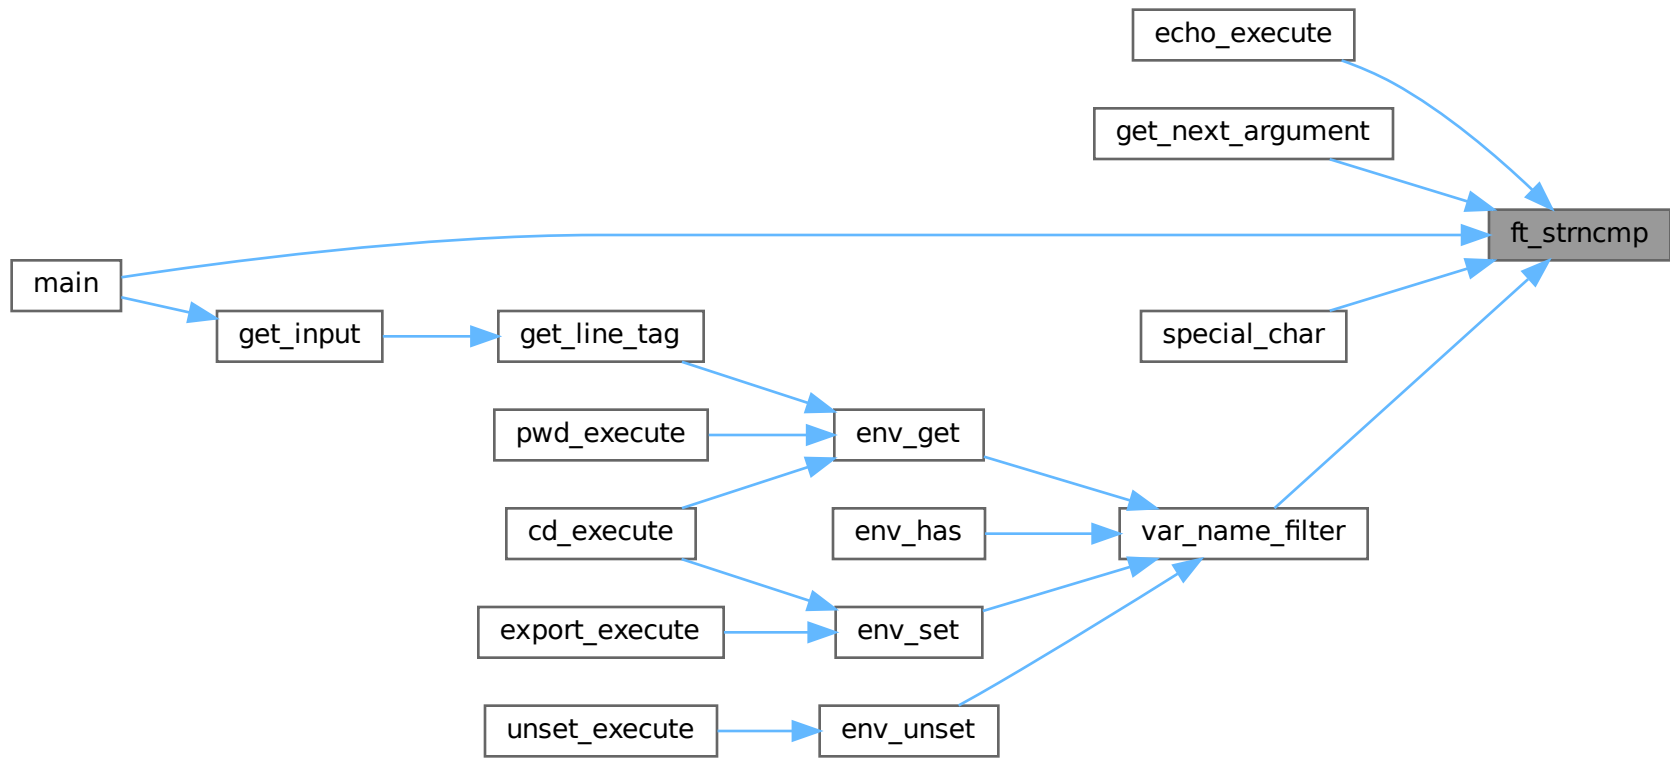 echo_execute
get_next_argument
ft_strncmp
main
get_input
get_line_tag
special_char
pwd_execute
env_get
cd_execute
env_has
var_name_filter
export_execute
env_set
unset_execute
env_unset